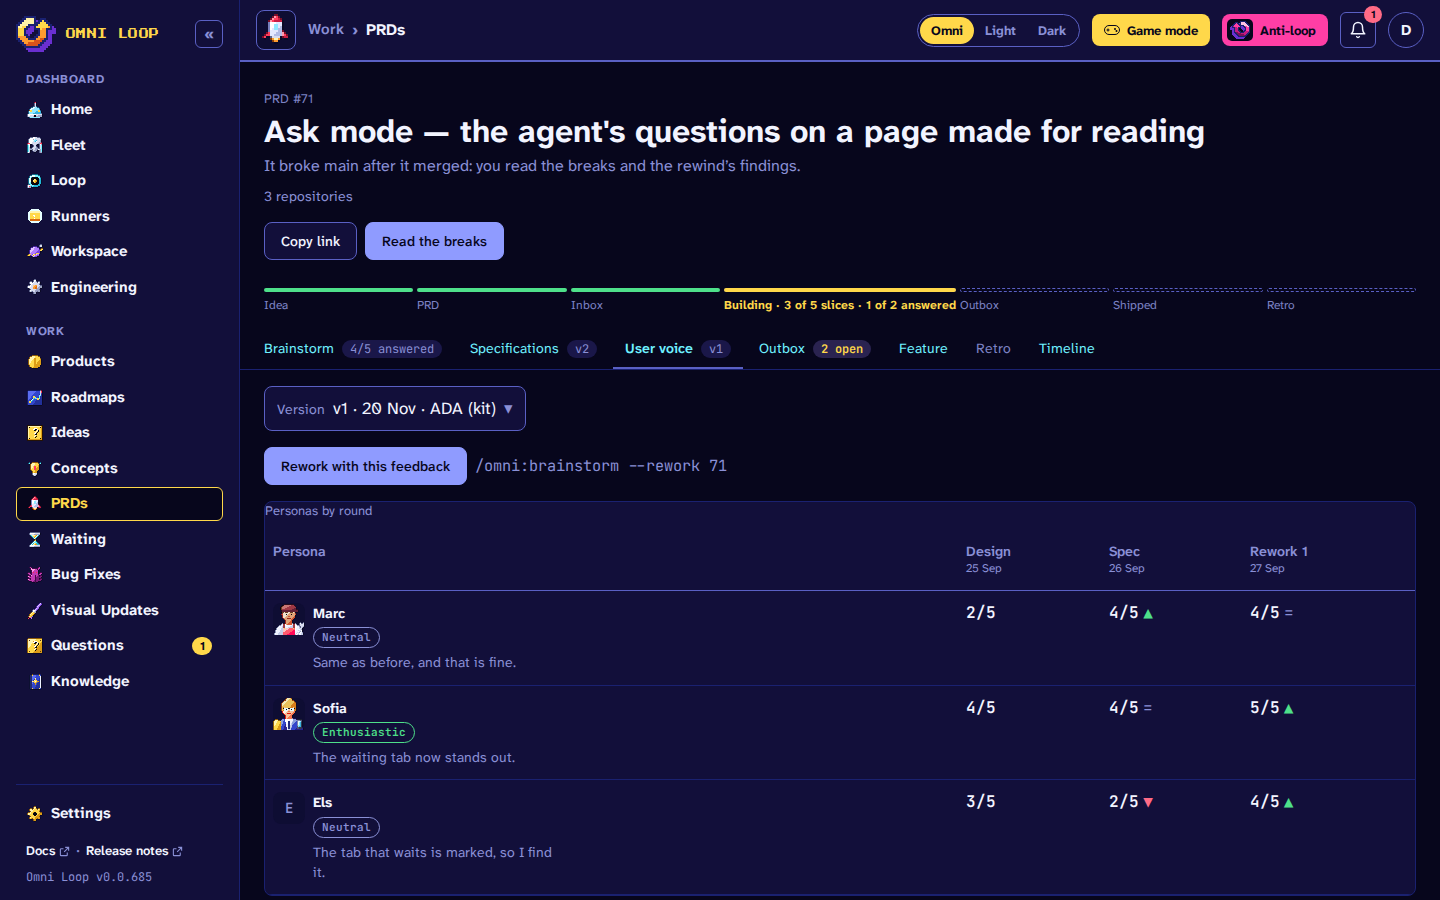 OMNI LOOP
«
DASHBOARD
Home
Fleet
Loop
Runners
Workspace
Engineering
WORK
Products
Roadmaps
Ideas
Concepts
PRDs
Waiting
Bug Fixes
Visual Updates
Questions 1
Knowledge
Settings
Docs · Release notes
Omni Loop v0.0.685
Work › PRDs
Omni Light Dark
Game mode
Anti-loop
1
D
PRD #71
Ask mode — the agent's questions on a page made for reading
It broke main after it merged: you read the breaks and the rewind's findings.
3 repositories
Copy link Read the breaks
Idea PRD Inbox Building · 3 of 5 slices · 1 of 2 answered Outbox Shipped Retro
Brainstorm 4/5 answered Specifications v2 User voice v1 Outbox 2 open Feature Retro Timeline
Version v1 · 20 Nov · ADA (kit) ▼
Rework with this feedback /omni:brainstorm --rework 71
Personas by round
Persona Design Spec Rework 1
25 Sep 26 Sep 27 Sep
Marc 2/5 4/5 ▲ 4/5 =
Neutral
Same as before, and that is fine.
Sofia 4/5 4/5 = 5/5 ▲
Enthusiastic
The waiting tab now stands out.
E Els 3/5 2/5 ▼ 4/5 ▲
Neutral
The tab that waits is marked, so I find
it.